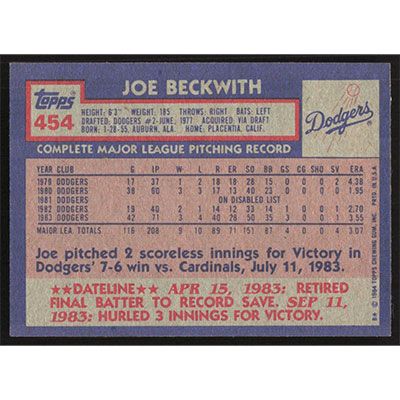 JOE BECKWITH
Topps
454
HEIGHT: 6'3" WEIGHT: 185 THROWS: RIGHT BATS: LEFT
DRAFTED: DODGERS #2-JUNE, 1977 ACQUIRED: VIA DRAFT
BORN: 1-28-55, AUBURN, ALA. HOME: PLACENTIA, CALIF.
Dodgers
COMPLETE MAJOR LEAGUE PITCHING RECORD
YEAR CLUB G IP W L R ER SO BB GS CG SHO SV ERA
1979 DODGERS 17 37 1 2 18 18 28 15 0 0 0 2 4.38
1980 DODGERS 38 60 3 3 17 13 40 23 0 0 0 0 1.95
1981 DODGERS ON DISABLED LIST
1982 DODGERS 19 40 2 1 14 12 33 14 1 0 0 1 2.70
1983 DODGERS 42 71 3 4 40 28 50 35 3 0 0 1 3.55
MAJOR LEA. TOTALS 116 208 9 10 89 71 151 87 4 0 0 4 3.07
Joe pitched 2 scoreless innings for Victory in
Dodgers' 7-6 win vs. Cardinals, July 11, 1983.
★★DATELINE★★ APR 15, 1983: RETIRED
FINAL BATTER TO RECORD SAVE. SEP 11,
1983: HURLED 3 INNINGS FOR VICTORY.
© 1984 TOPPS CHEWING GUM, INC. PRTD. IN U.S.A.